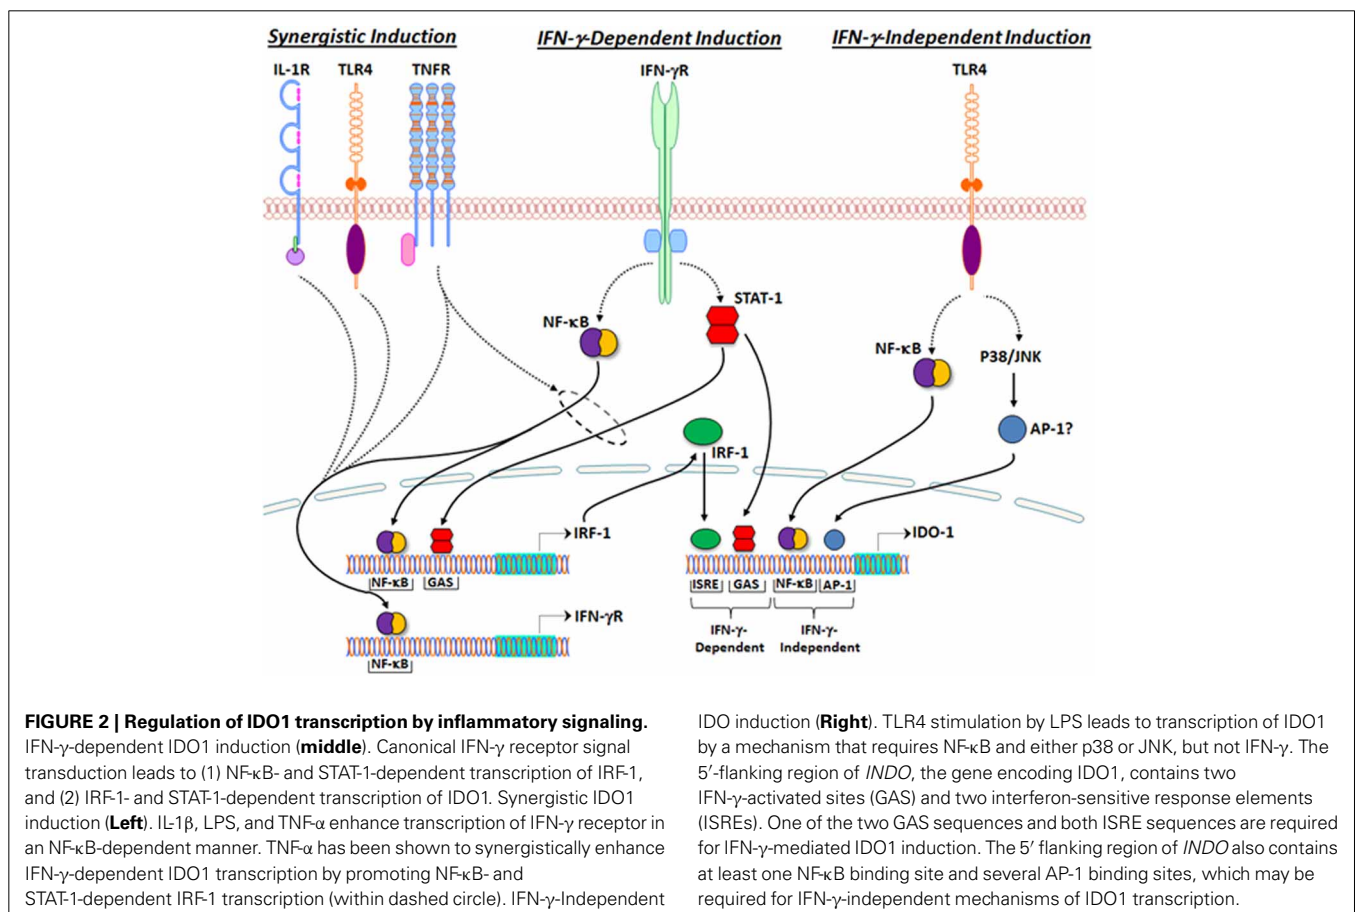 Synergistic Induction
IFN-γ-Dependent Induction
IFN-γ-Independent Induction
IL-1R TLR4 TNFR
IFN-γR
TLR4
STAT-1
NF-κB
NF-κB
P38/JNK
AP-1?
IRF-1
IRF-1
IDO-1
NF-κB GAS
ISRE GAS NF-κB AP-1
IFN-γR
IFN-γ-
Dependent
IFN-γ-
Independent
NF-κB
FIGURE 2 | Regulation of IDO1 transcription by inflammatory signaling.
IFN-γ-dependent IDO1 induction (middle). Canonical IFN-γ receptor signal
transduction leads to (1) NF-κB- and STAT-1-dependent transcription of IRF-1,
and (2) IRF-1- and STAT-1-dependent transcription of IDO1. Synergistic IDO1
induction (Left). IL-1β, LPS, and TNF-α enhance transcription of IFN-γ receptor in
an NF-κB-dependent manner. TNF-α has been shown to synergistically enhance
IFN-γ-dependent IDO1 transcription by promoting NF-κB- and
STAT-1-dependent IRF-1 transcription (within dashed circle). IFN-γ-Independent
IDO induction (Right). TLR4 stimulation by LPS leads to transcription of IDO1
by a mechanism that requires NF-κB and either p38 or JNK, but not IFN-γ. The
5′-flanking region of INDO, the gene encoding IDO1, contains two
IFN-γ-activated sites (GAS) and two interferon-sensitive response elements
(ISREs). One of the two GAS sequences and both ISRE sequences are required
for IFN-γ-mediated IDO1 induction. The 5′ flanking region of INDO also contains
at least one NF-κB binding site and several AP-1 binding sites, which may be
required for IFN-γ-independent mechanisms of IDO1 transcription.